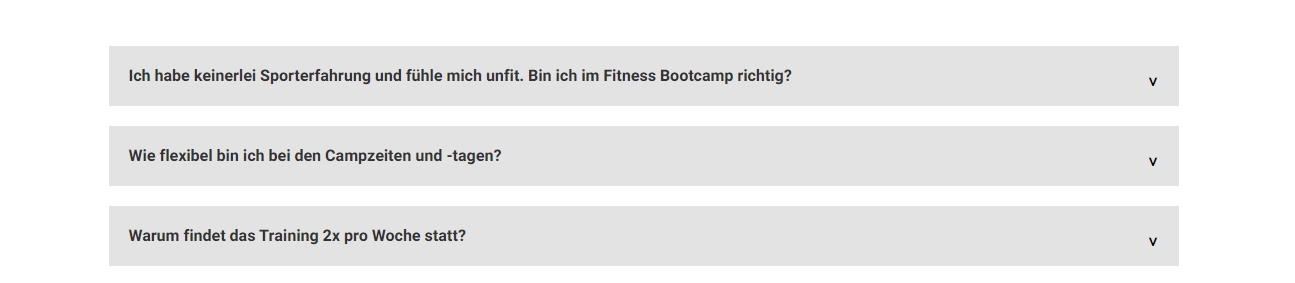 Ich habe keinerlei Sporterfahrung und fühle mich unfit. Bin ich im Fitness Bootcamp richtig?
v
Wie flexibel bin ich bei den Campzeiten und -tagen?
v
Warum findet das Training 2x pro Woche statt?
v